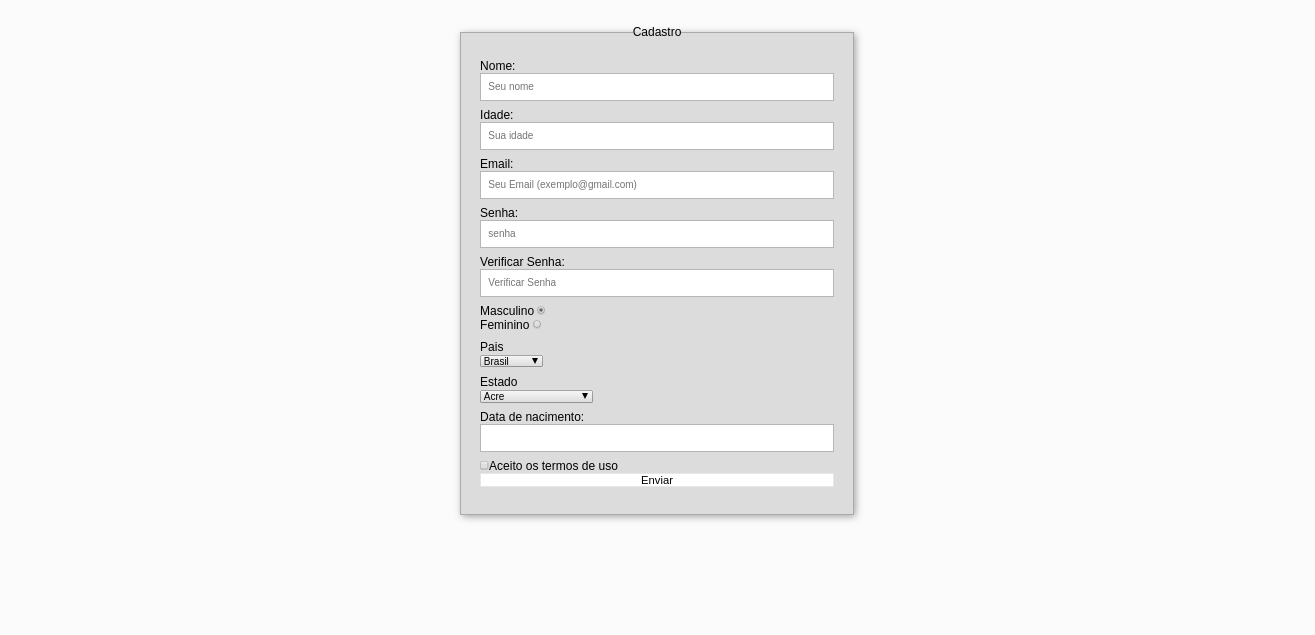 Cadastro
Nome:
Seu nome
Idade:
Sua idade
Email:
Seu Email (exemplo@gmail.com)
Senha:
senha
Verificar Senha:
Verificar Senha
Masculino
Feminino
Pais
Brasil
Estado
Acre
Data de nacimento:
Aceito os termos de uso
Enviar